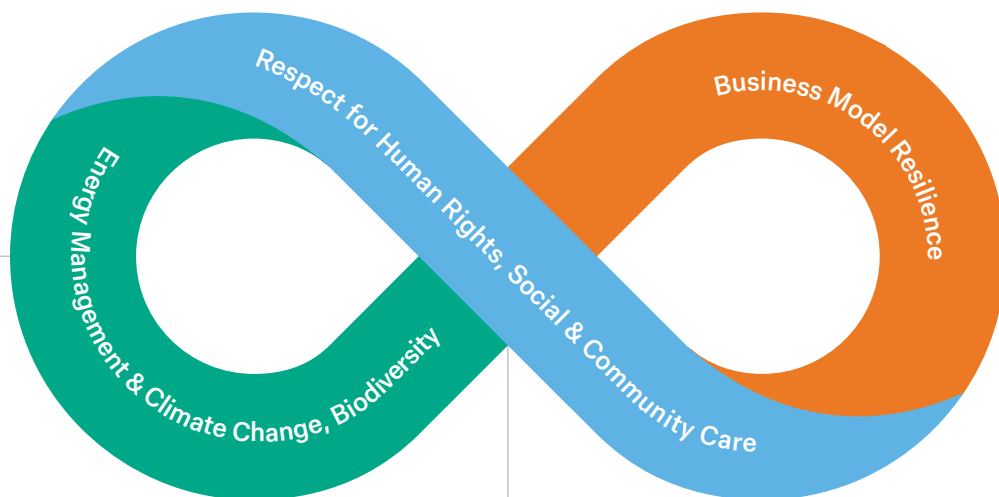 Respect for Human Rights, Social & Community Care
Business Model Resilience
Energy Management & Climate Change, Biodiversity